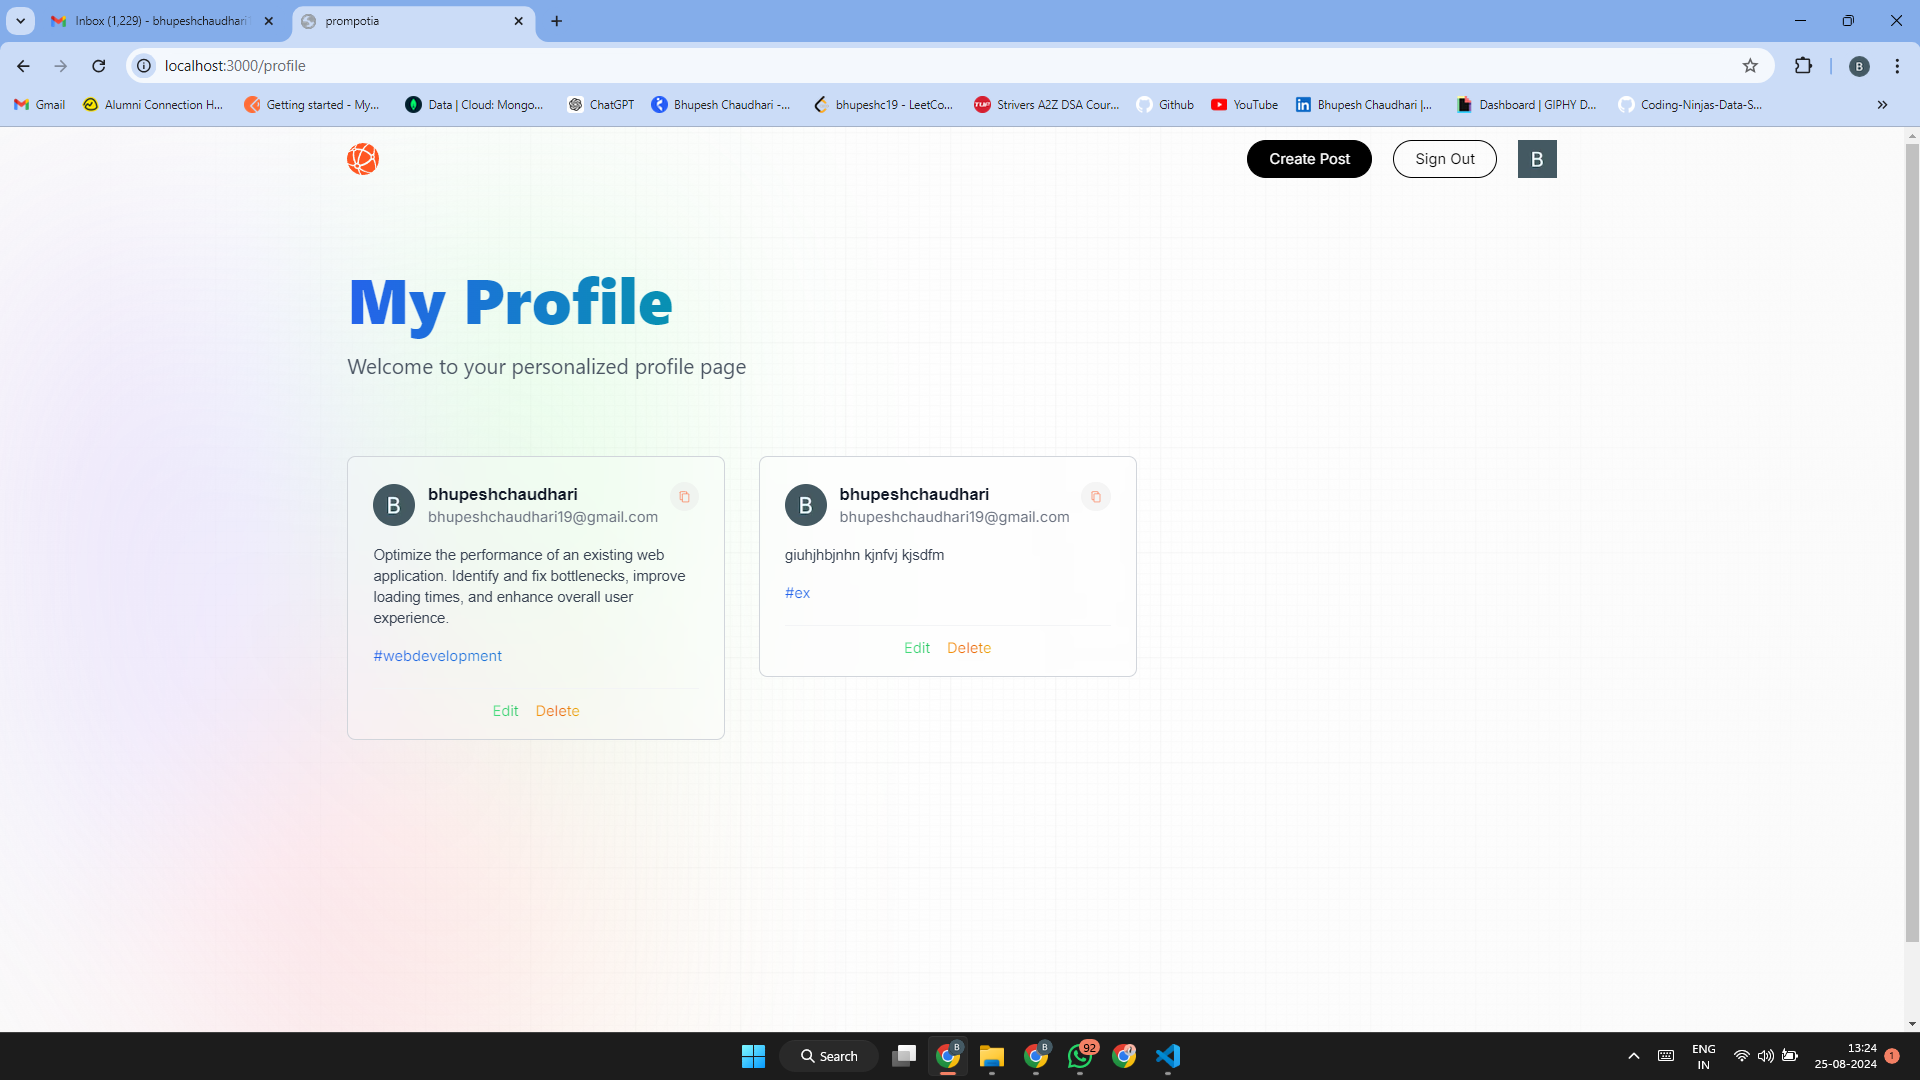 Inbox (1,229) - bhupeshchaudhari
prompotia
localhost:3000/profile
B
Gmail
Alumni Connection H...
Getting started - My...
Data | Cloud: Mongo...
ChatGPT
Bhupesh Chaudhari -...
bhupeshc19 - LeetCo...
TUF
Strivers A2Z DSA Cour...
Github
YouTube
Bhupesh Chaudhari |...
Dashboard | GIPHY D...
Coding-Ninjas-Data-S...
Create Post
Sign Out
B
My Profile
Welcome to your personalized profile page
B
bhupeshchaudhari
bhupeshchaudhari19@gmail.com
Optimize the performance of an existing web
application. Identify and fix bottlenecks, improve
loading times, and enhance overall user
experience.
#webdevelopment
Edit Delete
B
bhupeshchaudhari
bhupeshchaudhari19@gmail.com
giuhjhbjnhn kjnfvj kjsdfm
#ex
Edit Delete
Search
B
B
92
ENG
IN
13:24
25-08-2024
1